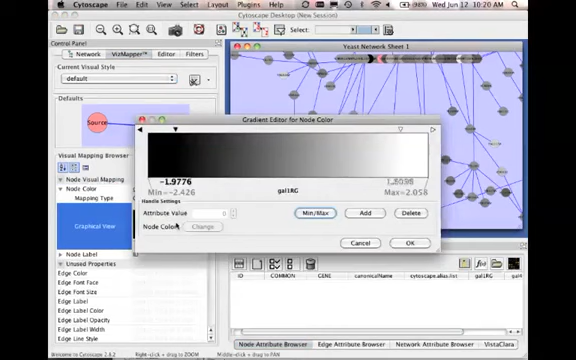 Cytoscape File Edit View Select Layout Plugins Help
Wed Jun 12 10:20 AM
Cytoscape Desktop (New Session)
Select:
Control Panel
Network VizMapper™ Editor Filters
Current Visual Style
default
Defaults
Source
Visual Mapping Browser
Node Visual Mapping
Node Color
Mapping Type
Graphical View
Node Label
Unused Properties
Edge Color
Edge Font Face
Edge Font Size
Edge Label
Edge Label Color
Edge Label Opacity
Edge Label Width
Edge Line Style
Yeast Network Sheet 1
Gradient Editor for Node Color
-1.9776
Min=-2.426
gal1RG
Max=2.058
Handle Settings
Attribute Value 0
Node Color Change
Min/Max Add Delete
Cancel OK
ID COMMON canonicalName cytoscape.alias.list gal1RG
Node Attribute Browser Edge Attribute Browser Network Attribute Browser VistaClara
Welcome to Cytoscape 2.6.2 Right-click + drag to ZOOM Middle-click + drag to PAN